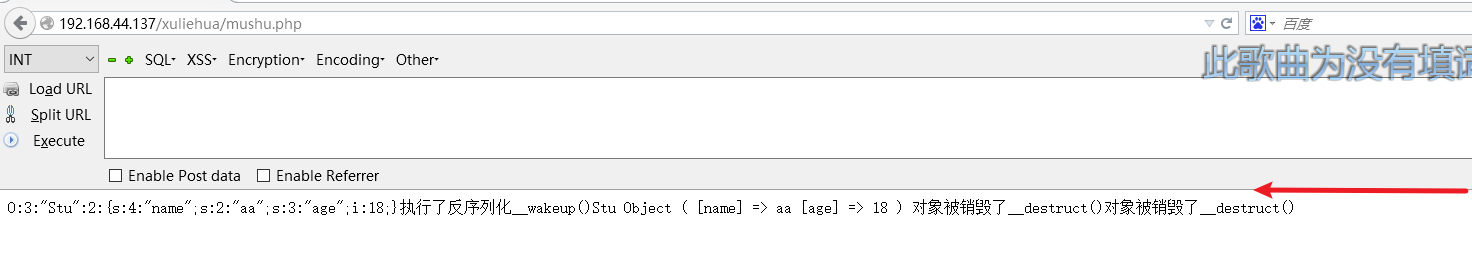 192.168.44.137/xuliehua/mushu.php
百度
INT
SQL
XSS
Encryption
Encoding
Other
此歌曲为没有填词
Load URL
Split URL
Execute
Enable Post data
Enable Referrer
O:3:"Stu":2:{s:4:"name";s:2:"aa";s:3:"age";i:18;}执行了反序列化__wakeup()Stu Object ( [name] => aa [age] => 18 ) 对象被销毁了__destruct()对象被销毁了__destruct()